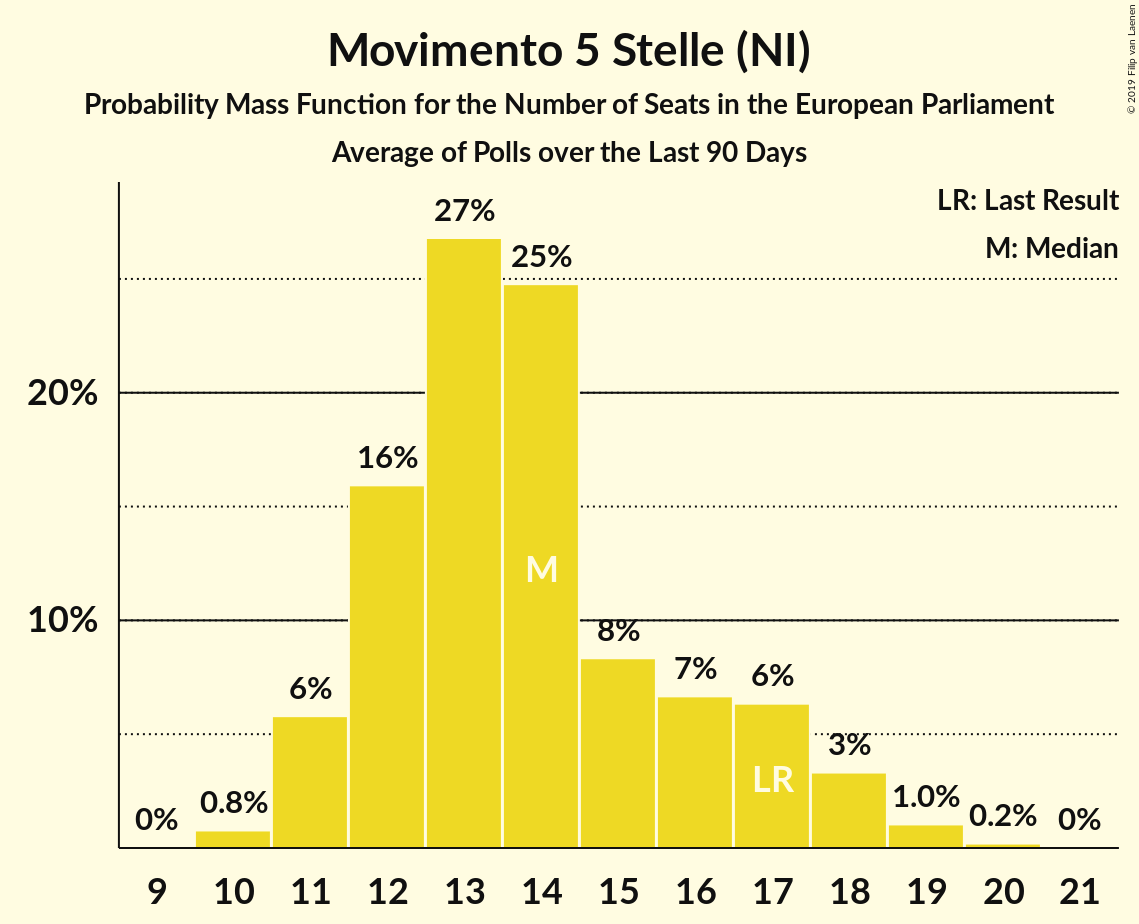 Movimento 5 Stelle (NI)
Probability Mass Function for the Number of Seats in the European Parliament
Average of Polls over the Last 90 Days
© 2019 Filip van Laenen
LR: Last Result
M: Median
27%
25%
20%
16%
M
10%
8%
7%
6%
6%
3%
LR
1.0%
0.8%
0.2%
0%
0%
9 10 11 12 13 14 15 16 17 18 19 20 21